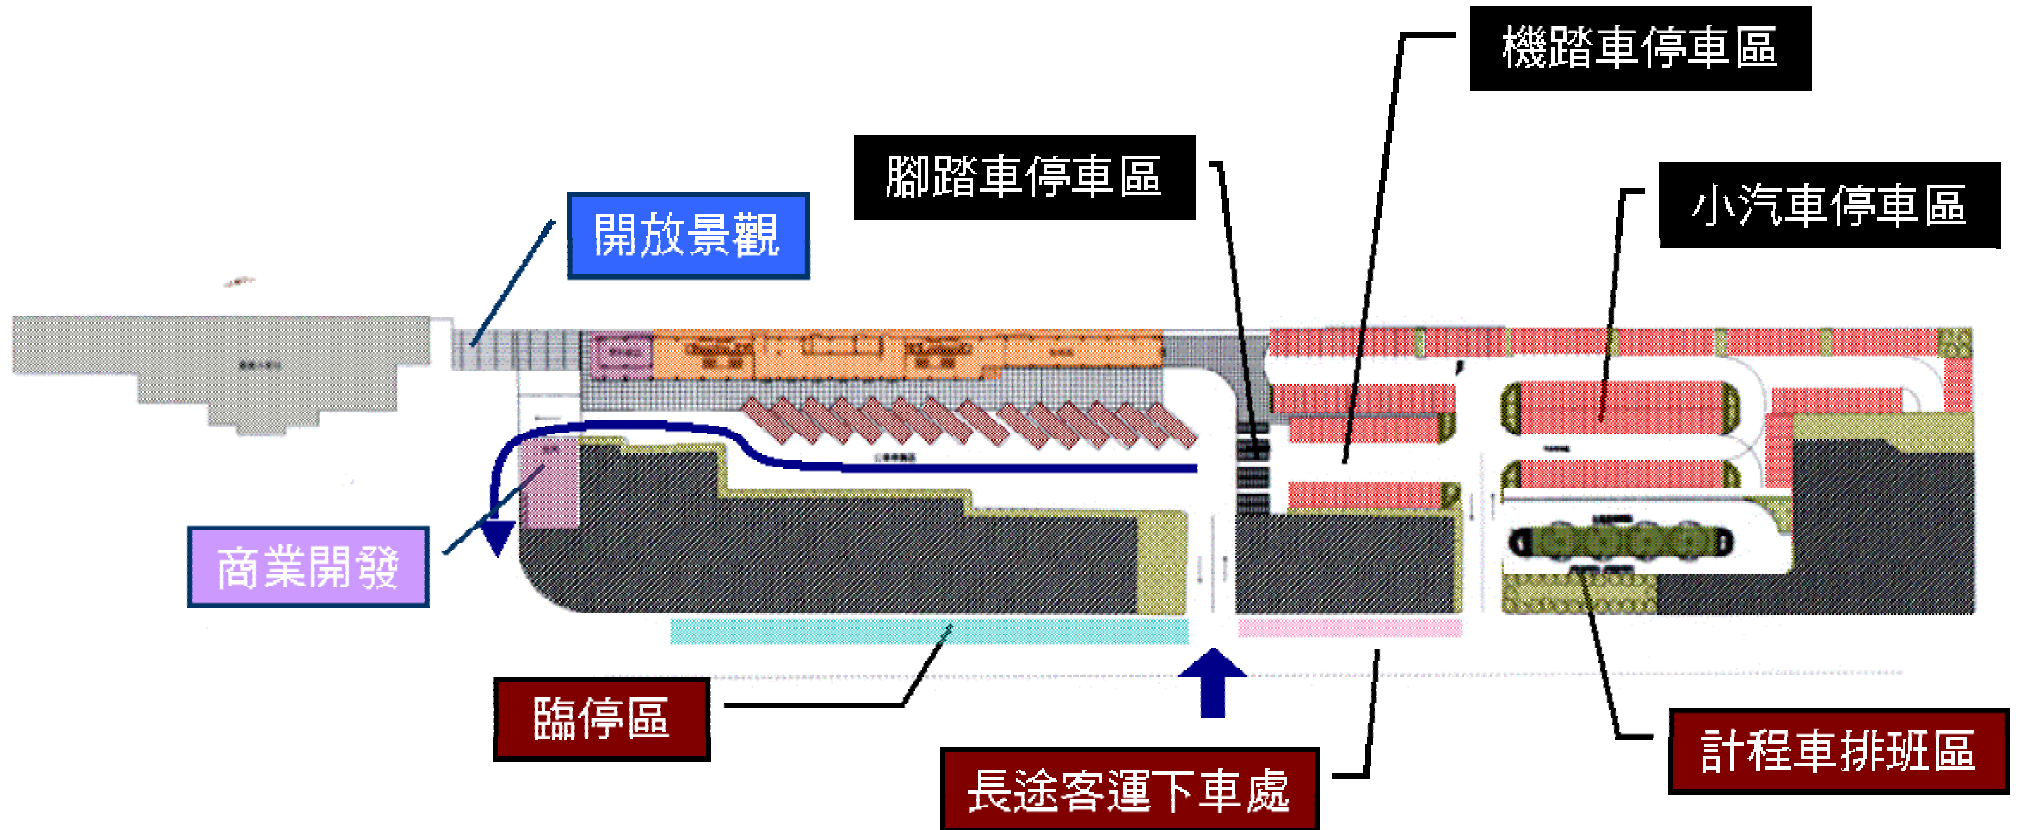 機踏車停車區
腳踏車停車區
小汽車停車區
開放景觀
商業開發
臨停區
長途客運下車處
計程車排班區